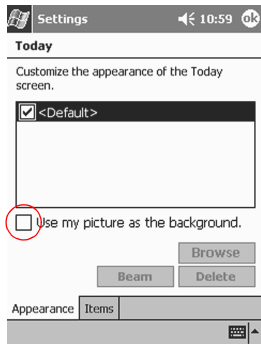 Settings 10:59 ok
Today
Customize the appearance of the Today
screen.
<Default>
Use my picture as the background.
Browse
Beam Delete
Appearance Items